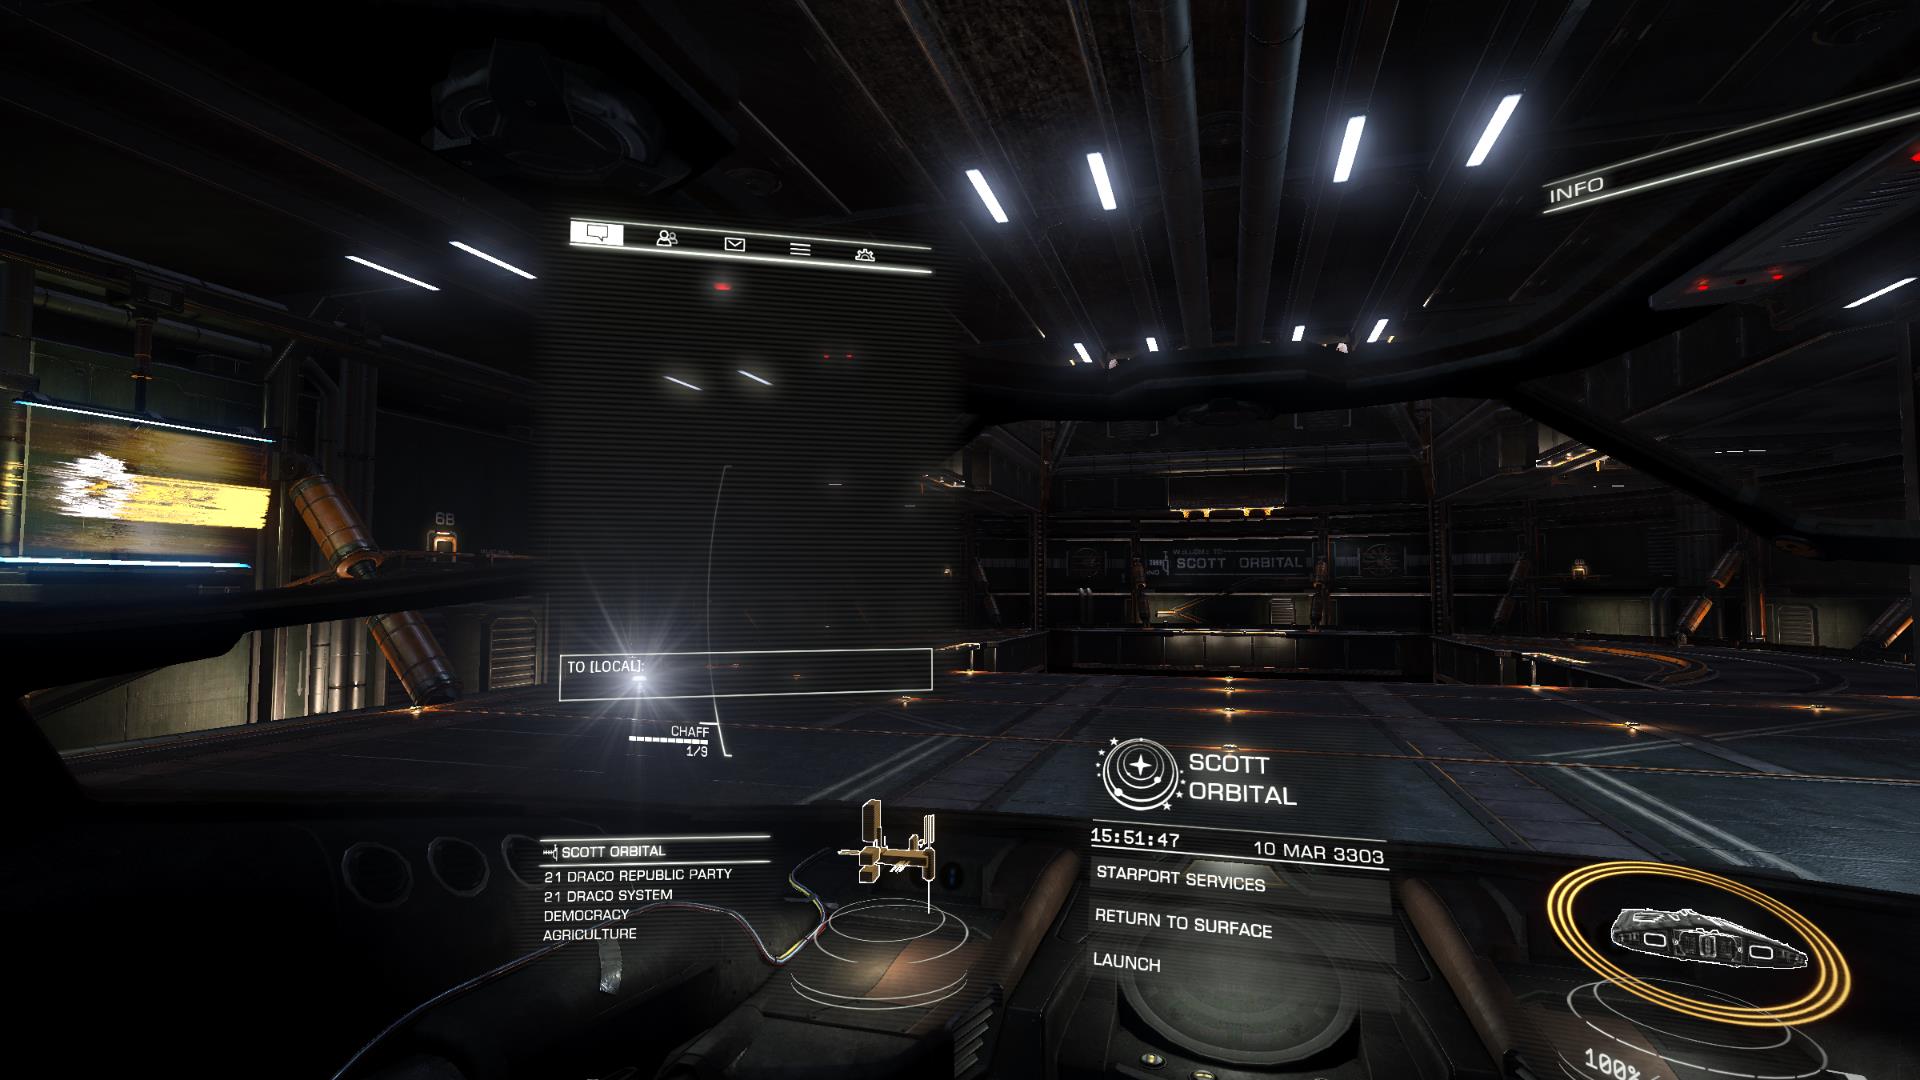 INFO
6B
WELCOME TO
SCOTT ORBITAL
TO [LOCAL]:
CHAFF
1/9
SCOTT
ORBITAL
15:51:47 10 MAR 3303
STARPORT SERVICES
RETURN TO SURFACE
LAUNCH
SCOTT ORBITAL
21 DRACO REPUBLIC PARTY
21 DRACO SYSTEM
DEMOCRACY
AGRICULTURE
100%